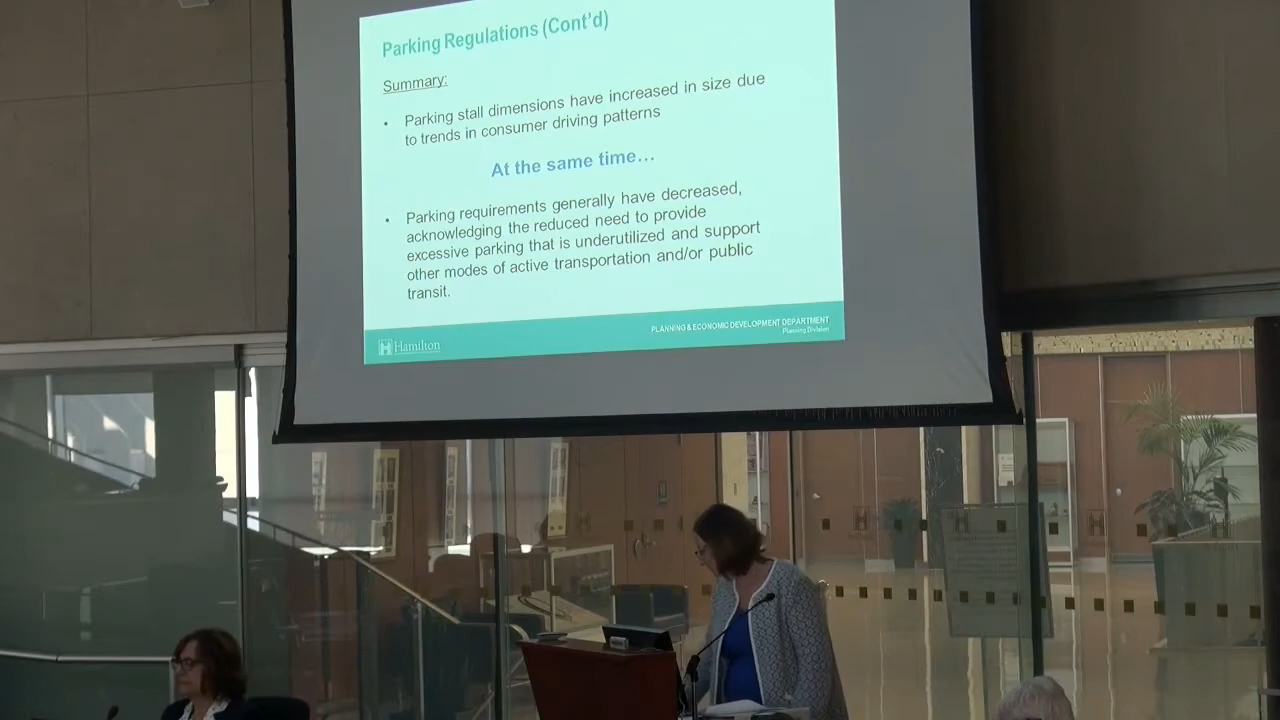 Parking Regulations (Cont'd)
Summary:
• Parking stall dimensions have increased in size due
to trends in consumer driving patterns
At the same time…
• Parking requirements generally have decreased,
acknowledging the reduced need to provide
excessive parking that is underutilized and support
other modes of active transportation and/or public
transit.
PLANNING & ECONOMIC DEVELOPMENT DEPARTMENT
Planning Division
Hamilton